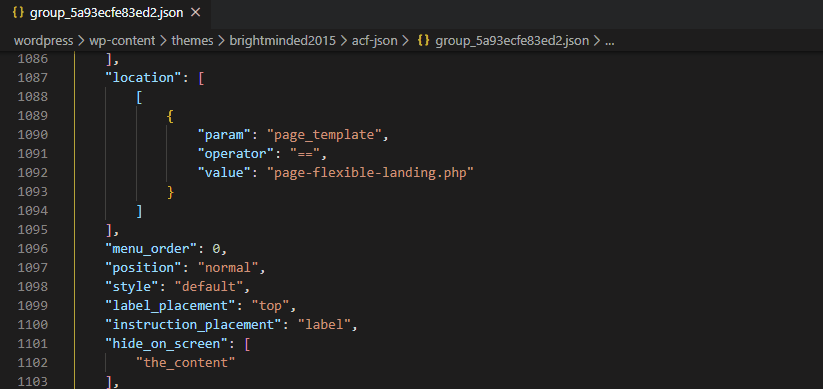 {} group_5a93ecfe83ed2.json ×
wordpress > wp-content > themes > brightminded2015 > acf-json > {} group_5a93ecfe83ed2.json > ...
1086 ],
1087 "location": [
1088 [
1089 {
1090 "param": "page_template",
1091 "operator": "==",
1092 "value": "page-flexible-landing.php"
1093 }
1094 ]
1095 ],
1096 "menu_order": 0,
1097 "position": "normal",
1098 "style": "default",
1099 "label_placement": "top",
1100 "instruction_placement": "label",
1101 "hide_on_screen": [
1102 "the_content"
1103 ],